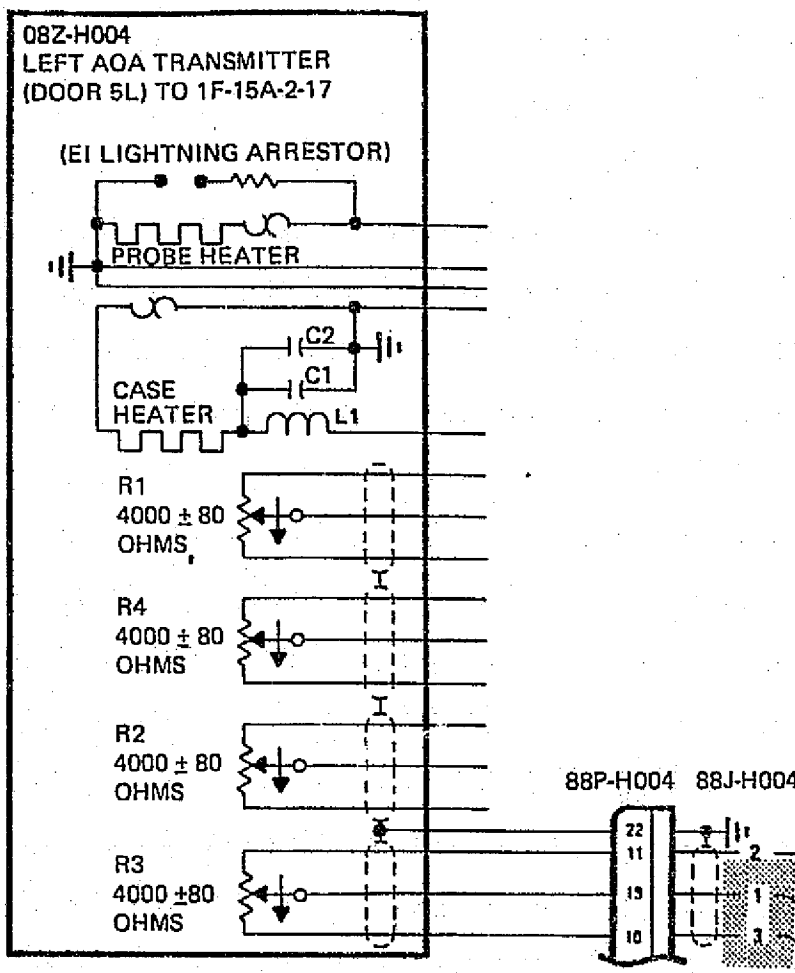 08Z-H004
LEFT AOA TRANSMITTER
(DOOR 5L) TO 1F-15A-2-17
(EI LIGHTNING ARRESTOR)
PROBE HEATER
C2
C1
CASE
HEATER
L1
R1
4000 ± 80
OHMS
R4
4000 ± 80
OHMS
R2
4000 ± 80
OHMS
88P-H004 88J-H004
22
11 2
R3
4000 ±80
OHMS
19 1
10 3